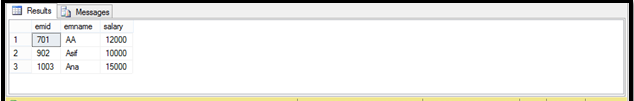 Results Messages
emid emname salary
1 701 AA 12000
2 902 Asif 10000
3 1003 Ana 15000